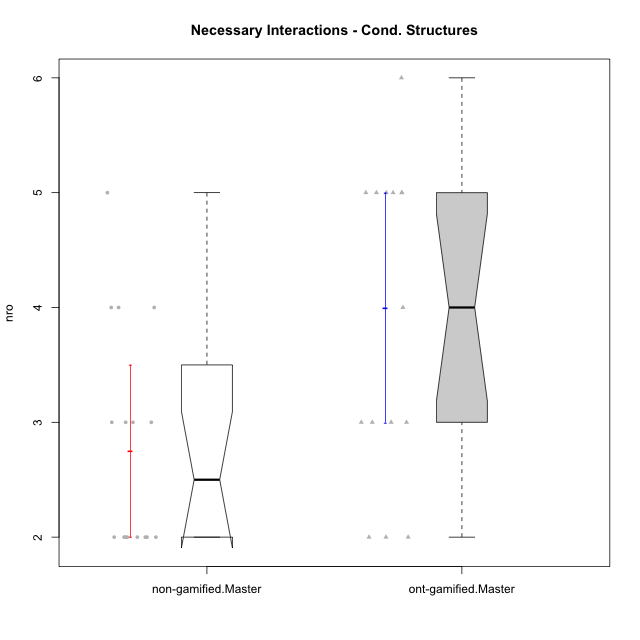 Necessary Interactions - Cond. Structures
6
5
4
3
2
nro
non-gamified.Master
ont-gamified.Master